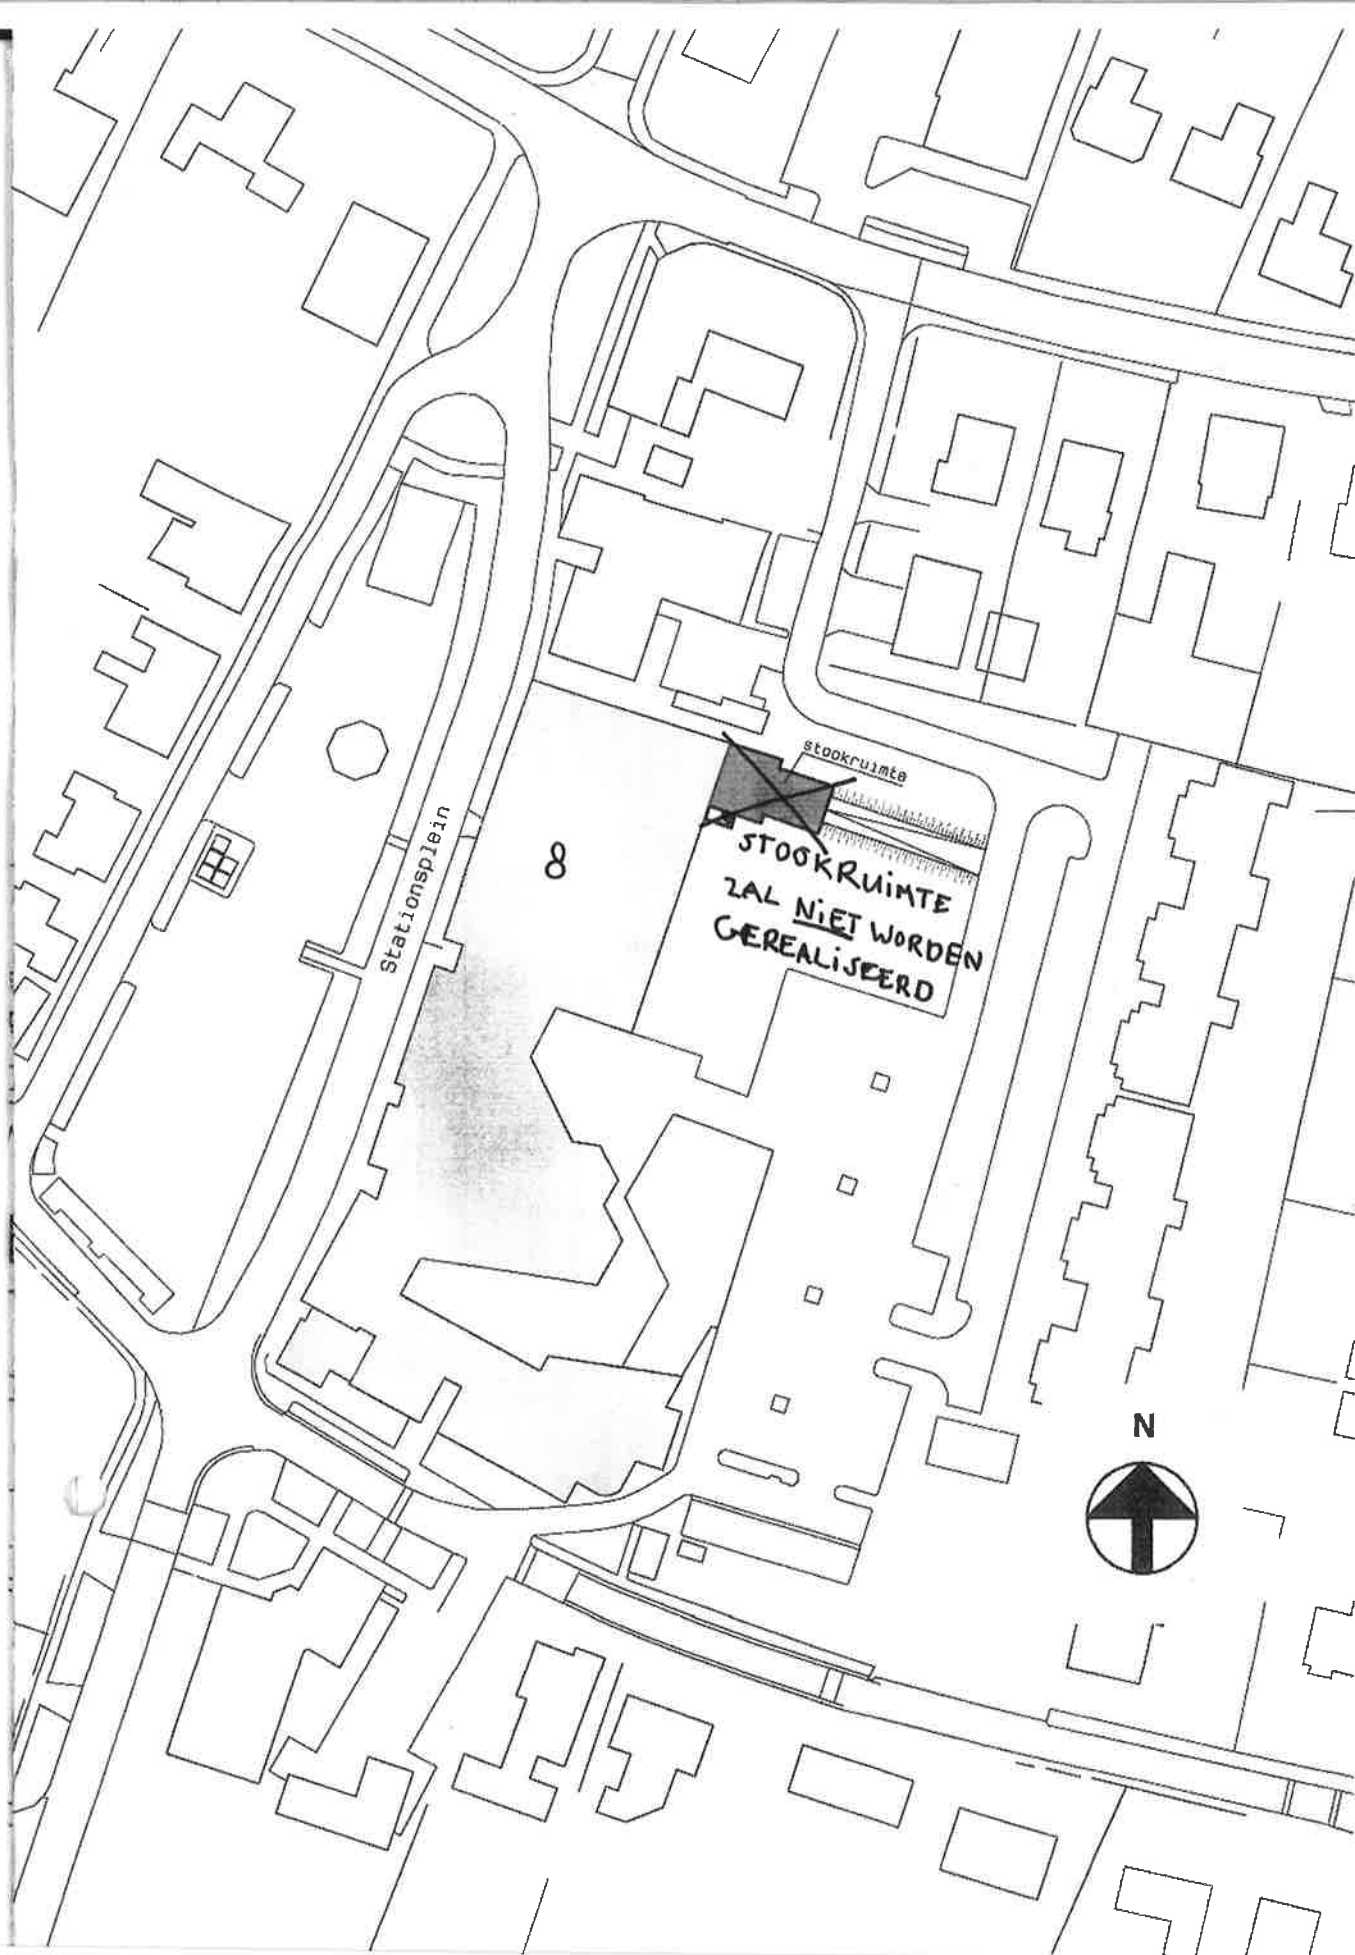 stookruimte
8
STOOKRUIMTE
ZAL NIET WORDEN
GEREALISEERD
Stationsplein
N